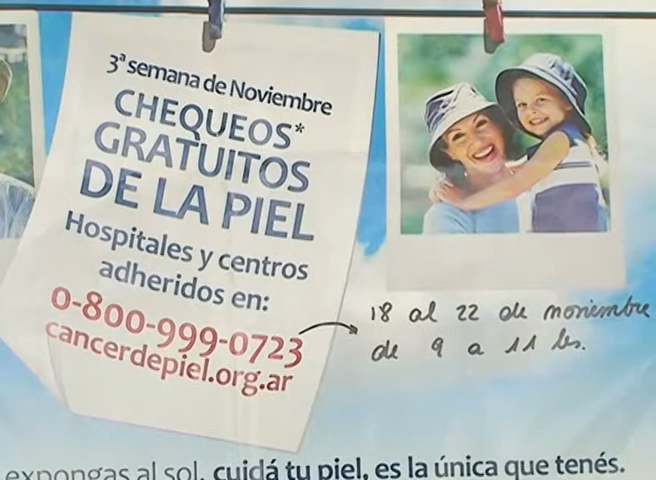 3ª semana de Noviembre
CHEQUEOS*
GRATUITOS
DE LA PIEL
Hospitales y centros
adheridos en:
0-800-999-0723
cancerdepiel.org.ar
18 al 22 de noviembre
de 9 a 11 hs.
expongas al sol, cuidá tu piel, es la única que tenés.